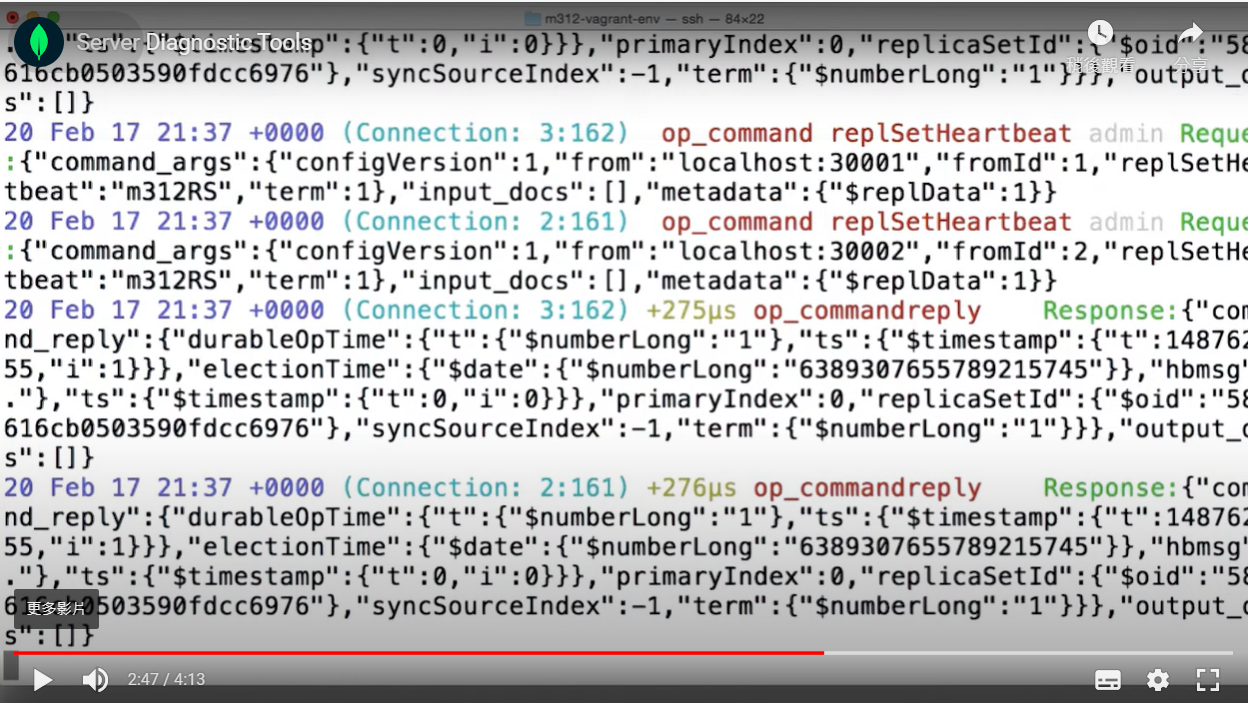 m312-vagrant-env — ssh — 84×22
Server Diagnostic Tools
稍後觀看
分享
."},"ts":{"$timestamp":{"t":0,"i":0}}},"primaryIndex":0,"replicaSetId":{"$oid":"58
616cb0503590fdcc6976"},"syncSourceIndex":-1,"term":{"$numberLong":"1"}}},"output_
s":[]}
20 Feb 17 21:37 +0000 (Connection: 3:162) op_command replSetHeartbeat admin Reque
:{"command_args":{"configVersion":1,"from":"localhost:30001","fromId":1,"replSetHe
tbeat":"m312RS","term":1},"input_docs":[],"metadata":{"$replData":1}}
20 Feb 17 21:37 +0000 (Connection: 2:161) op_command replSetHeartbeat admin Reque
:{"command_args":{"configVersion":1,"from":"localhost:30002","fromId":2,"replSetHe
tbeat":"m312RS","term":1},"input_docs":[],"metadata":{"$replData":1}}
20 Feb 17 21:37 +0000 (Connection: 3:162) +275µs op_commandreply Response:{"com
nd_reply":{"durableOpTime":{"t":{"$numberLong":"1"},"ts":{"$timestamp":{"t":148762
55,"i":1}}},"electionTime":{"$date":{"$numberLong":"6389307655789215745"}},"hbmsg"
."},"ts":{"$timestamp":{"t":0,"i":0}}},"primaryIndex":0,"replicaSetId":{"$oid":"58
616cb0503590fdcc6976"},"syncSourceIndex":-1,"term":{"$numberLong":"1"}}},"output_
s":[]}
20 Feb 17 21:37 +0000 (Connection: 2:161) +276µs op_commandreply Response:{"com
nd_reply":{"durableOpTime":{"t":{"$numberLong":"1"},"ts":{"$timestamp":{"t":148762
55,"i":1}}},"electionTime":{"$date":{"$numberLong":"6389307655789215745"}},"hbmsg"
."},"ts":{"$timestamp":{"t":0,"i":0}}},"primaryIndex":0,"replicaSetId":{"$oid":"58
616cb0503590fdcc6976"},"syncSourceIndex":-1,"term":{"$numberLong":"1"}}},"output_
更多影片
s":[]}
2:47 / 4:13